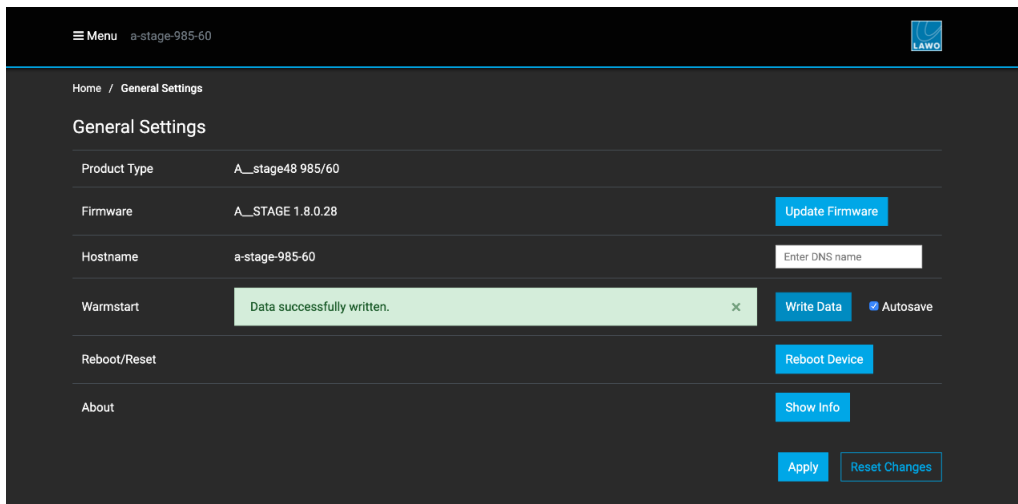 Menu a-stage-985-60
LAWO
Home / General Settings
General Settings
Product Type A__stage48 985/60
Firmware A__STAGE 1.8.0.28 Update Firmware
Hostname a-stage-985-60 Enter DNS name
Warmstart Data successfully written. × Write Data Autosave
Reboot/Reset Reboot Device
About Show Info
Apply Reset Changes